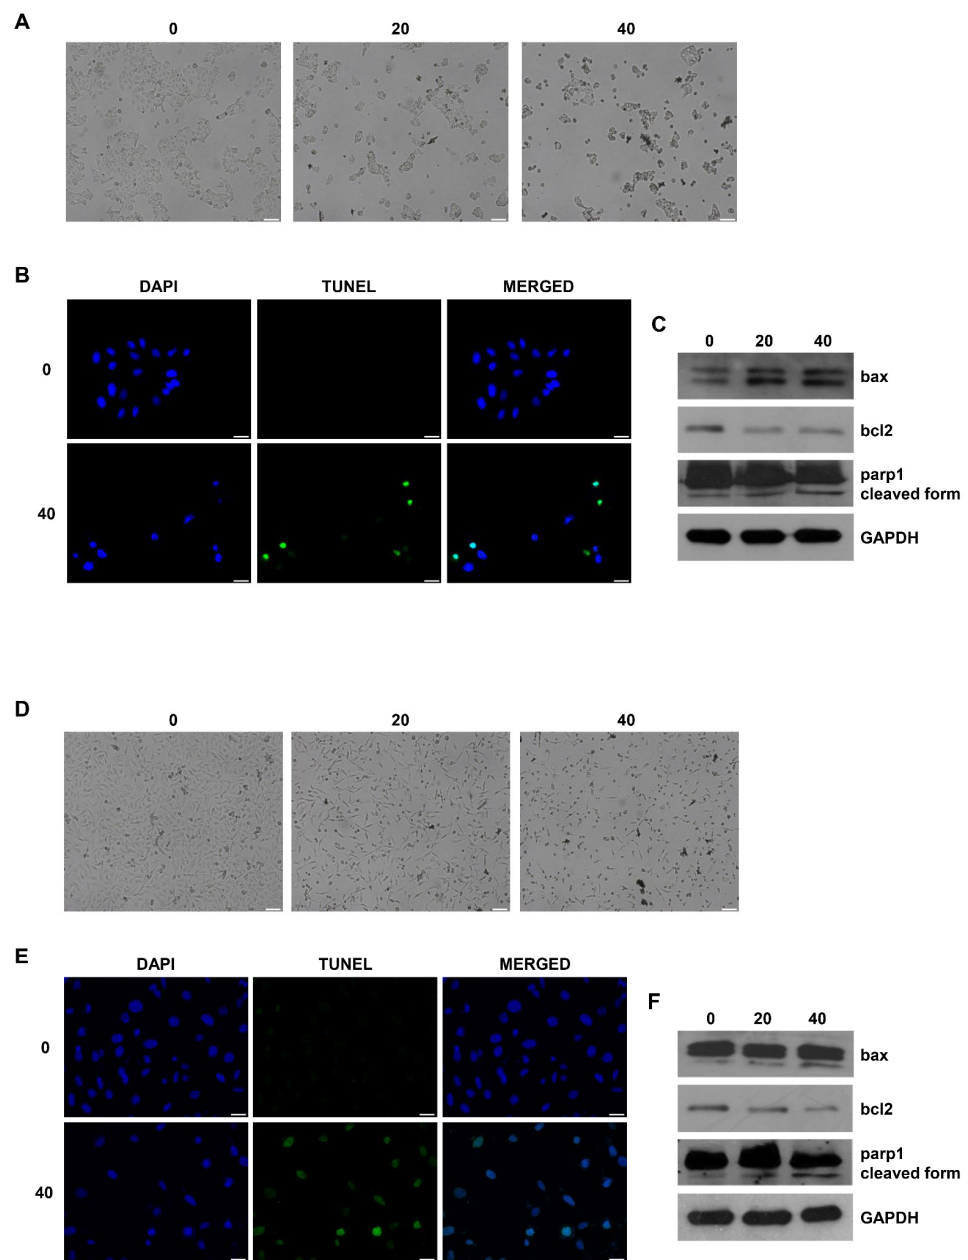 A
0 20 40
B
DAPI TUNEL MERGED
0
40
C
0 20 40
bax
bcl2
parp1
cleaved form
GAPDH
D
0 20 40
E
DAPI TUNEL MERGED
0
40
F
0 20 40
bax
bcl2
parp1
cleaved form
GAPDH